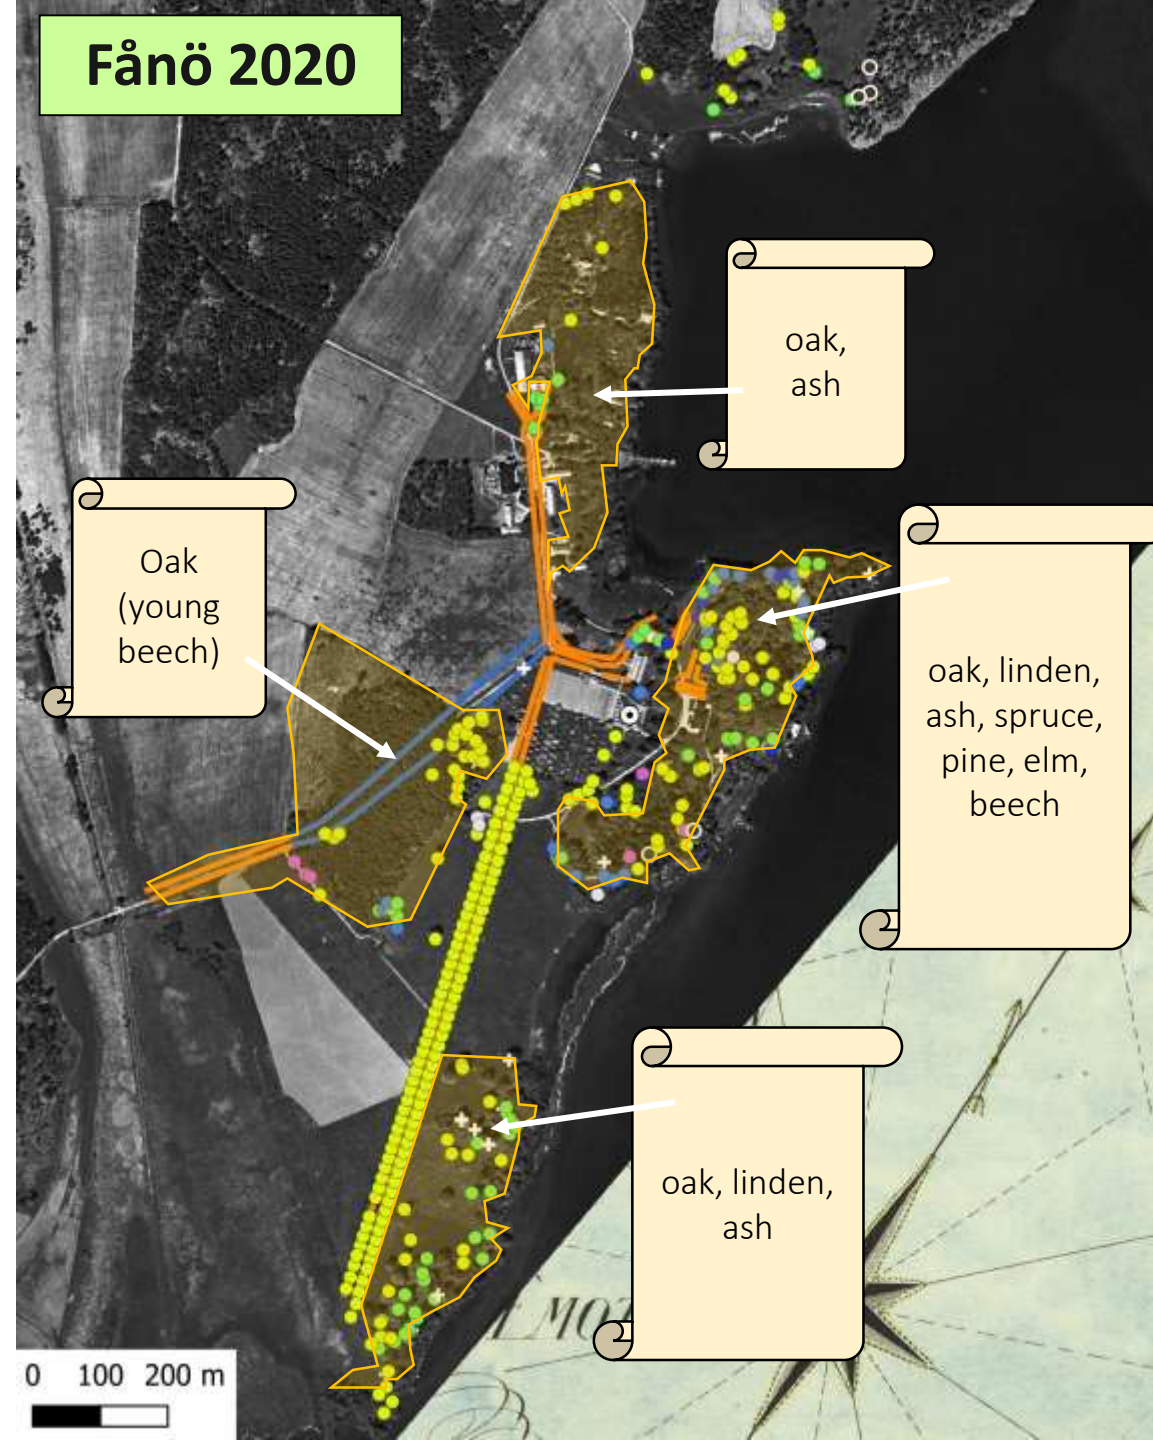 Fånö 2020
oak,
ash
Oak
(young
beech)
oak, linden,
ash, spruce,
pine, elm,
beech
oak, linden,
ash
0 100 200 m